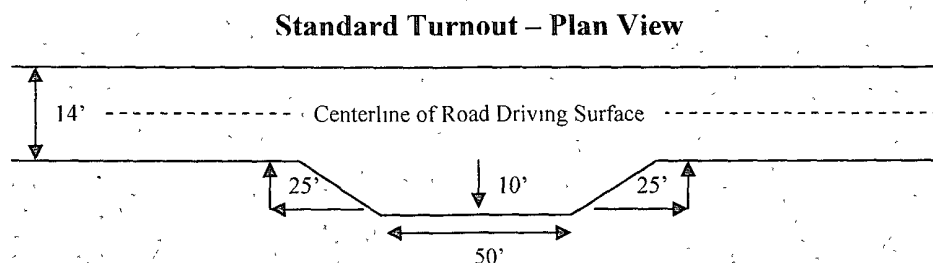 Standard Turnout – Plan View
14'
Centerline of Road Driving Surface
25'
10'
25'
50'